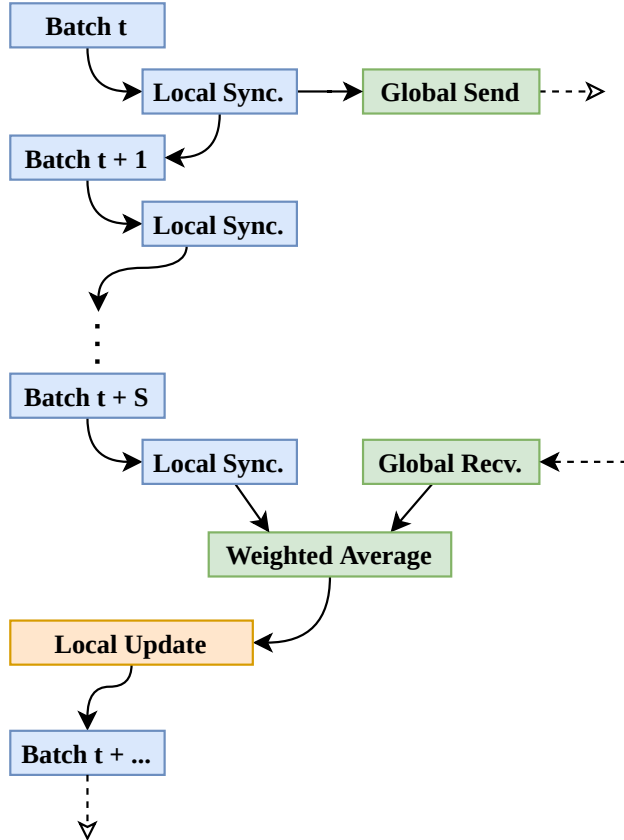 Batch t
Local Sync.
Global Send
Batch t + 1
Local Sync.
Batch t + S
Local Sync.
Global Recv.
Weighted Average
Local Update
Batch t + ...